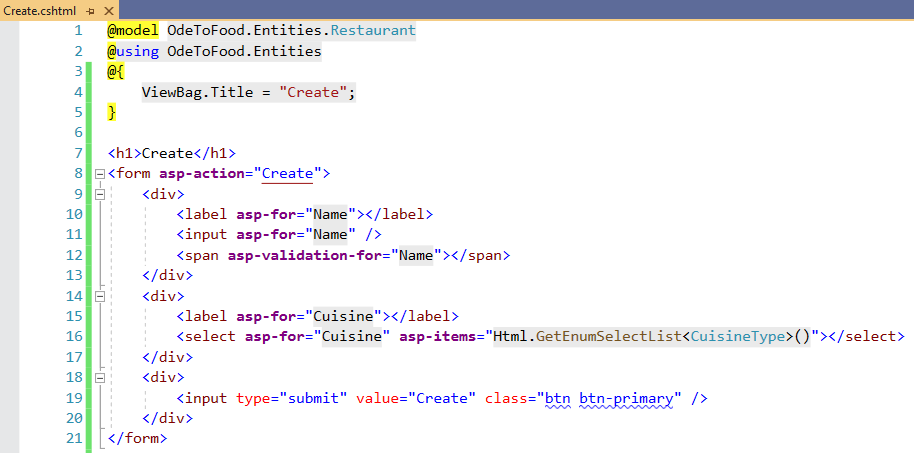 Create.cshtml
1 @model OdeToFood.Entities.Restaurant
2 @using OdeToFood.Entities
3 @{
4     ViewBag.Title = "Create";
5 }
6
7 <h1>Create</h1>
8 <form asp-action="Create">
9     <div>
10         <label asp-for="Name"></label>
11         <input asp-for="Name" />
12         <span asp-validation-for="Name"></span>
13     </div>
14     <div>
15         <label asp-for="Cuisine"></label>
16         <select asp-for="Cuisine" asp-items="Html.GetEnumSelectList<CuisineType>()"></select>
17     </div>
18     <div>
19         <input type="submit" value="Create" class="btn btn-primary" />
20     </div>
21 </form>